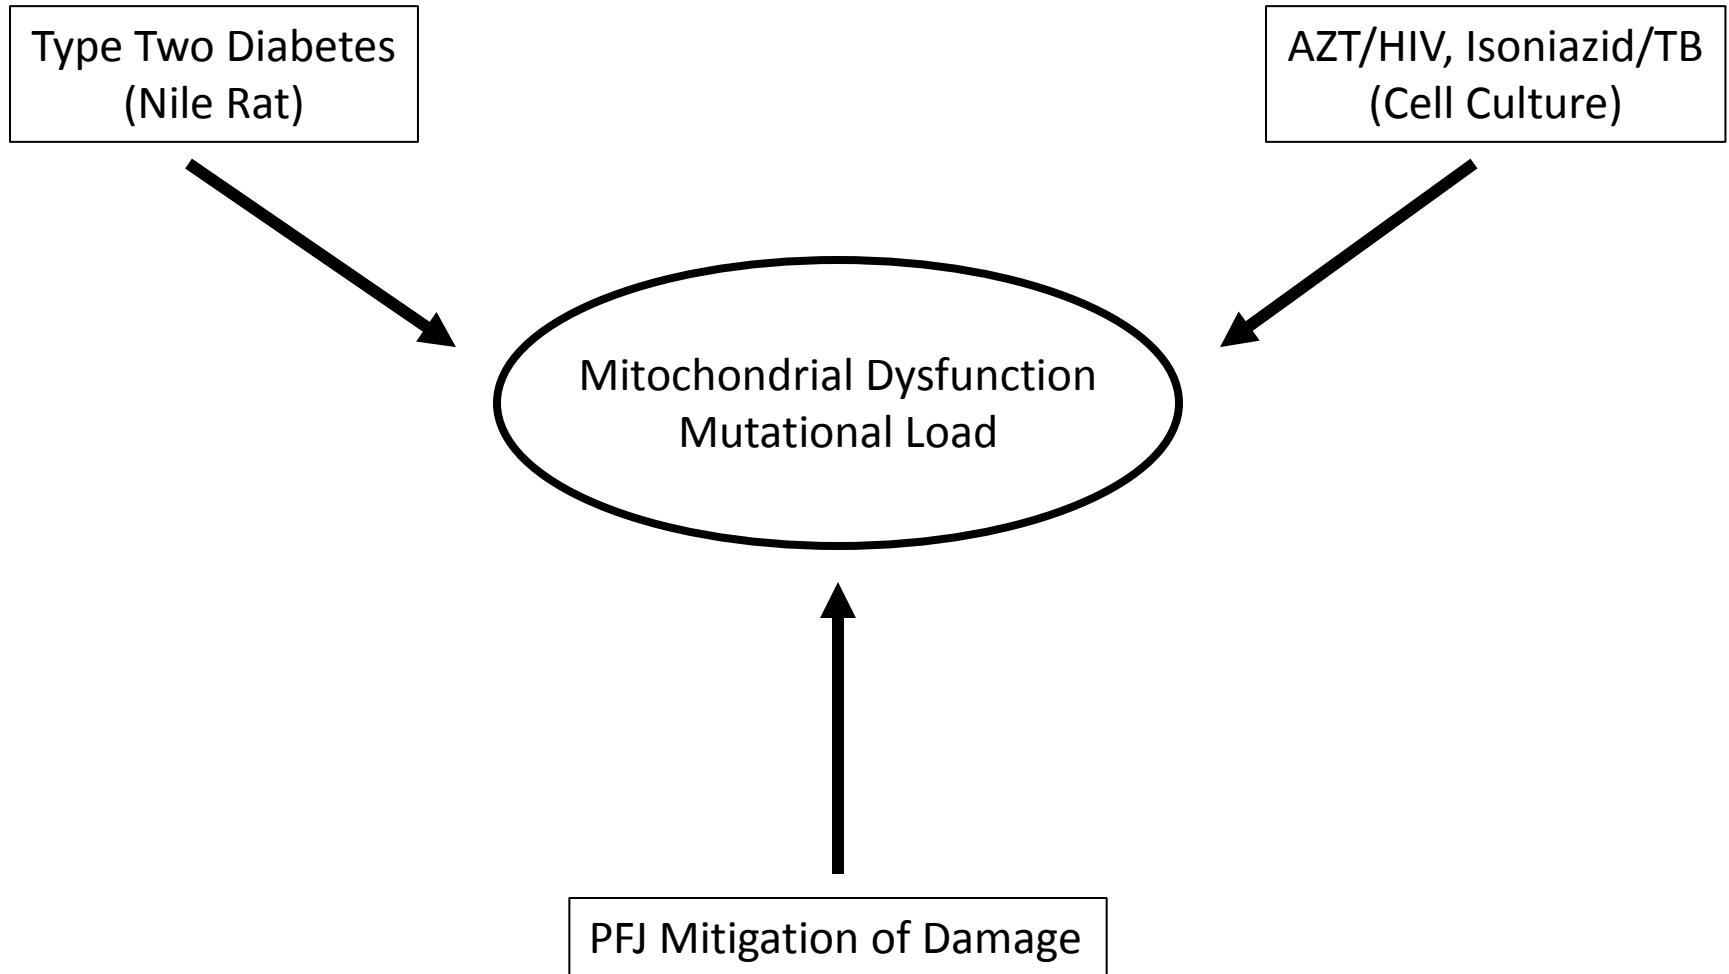 Type Two Diabetes
(Nile Rat)
AZT/HIV, Isoniazid/TB
(Cell Culture)
Mitochondrial Dysfunction
Mutational Load
PFJ Mitigation of Damage